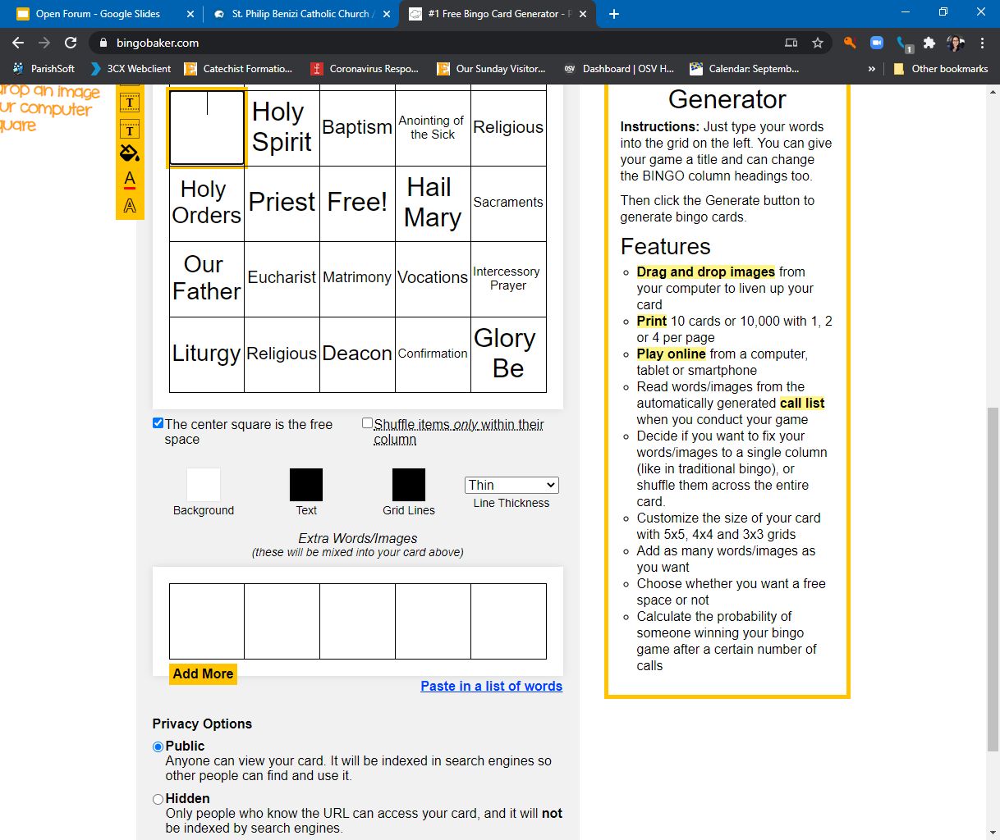 Open Forum - Google Slides
St. Philip Benizi Catholic Church /
#1 Free Bingo Card Generator - P
bingobaker.com
1
ParishSoft
3CX Webclient
Catechist Formatio...
Coronavirus Respo...
Our Sunday Visitor...
OSV
Dashboard | OSV H...
Calendar: Septemb...
»
Other bookmarks
drop an image
ur computer
quare
T
T
A
A
Holy
Spirit
Baptism
Anointing of
the Sick
Religious
Holy
Orders
Priest
Free!
Hail
Mary
Sacraments
Our
Father
Eucharist
Matrimony
Vocations
Intercessory
Prayer
Liturgy
Religious
Deacon
Confirmation
Glory
Be
The center square is the free
space
Shuffle items only within their
column
Background
Text
Grid Lines
Thin
Line Thickness
Extra Words/Images
(these will be mixed into your card above)
Add More
Paste in a list of words
Privacy Options
Public
Anyone can view your card. It will be indexed in search engines so
other people can find and use it.
Hidden
Only people who know the URL can access your card, and it will not
be indexed by search engines.
Generator
Instructions: Just type your words
into the grid on the left. You can give
your game a title and can change
the BINGO column headings too.
Then click the Generate button to
generate bingo cards.
Features
Drag and drop images from
your computer to liven up your
card
Print 10 cards or 10,000 with 1, 2
or 4 per page
Play online from a computer,
tablet or smartphone
Read words/images from the
automatically generated call list
when you conduct your game
Decide if you want to fix your
words/images to a single column
(like in traditional bingo), or
shuffle them across the entire
card.
Customize the size of your card
with 5x5, 4x4 and 3x3 grids
Add as many words/images as
you want
Choose whether you want a free
space or not
Calculate the probability of
someone winning your bingo
game after a certain number of
calls